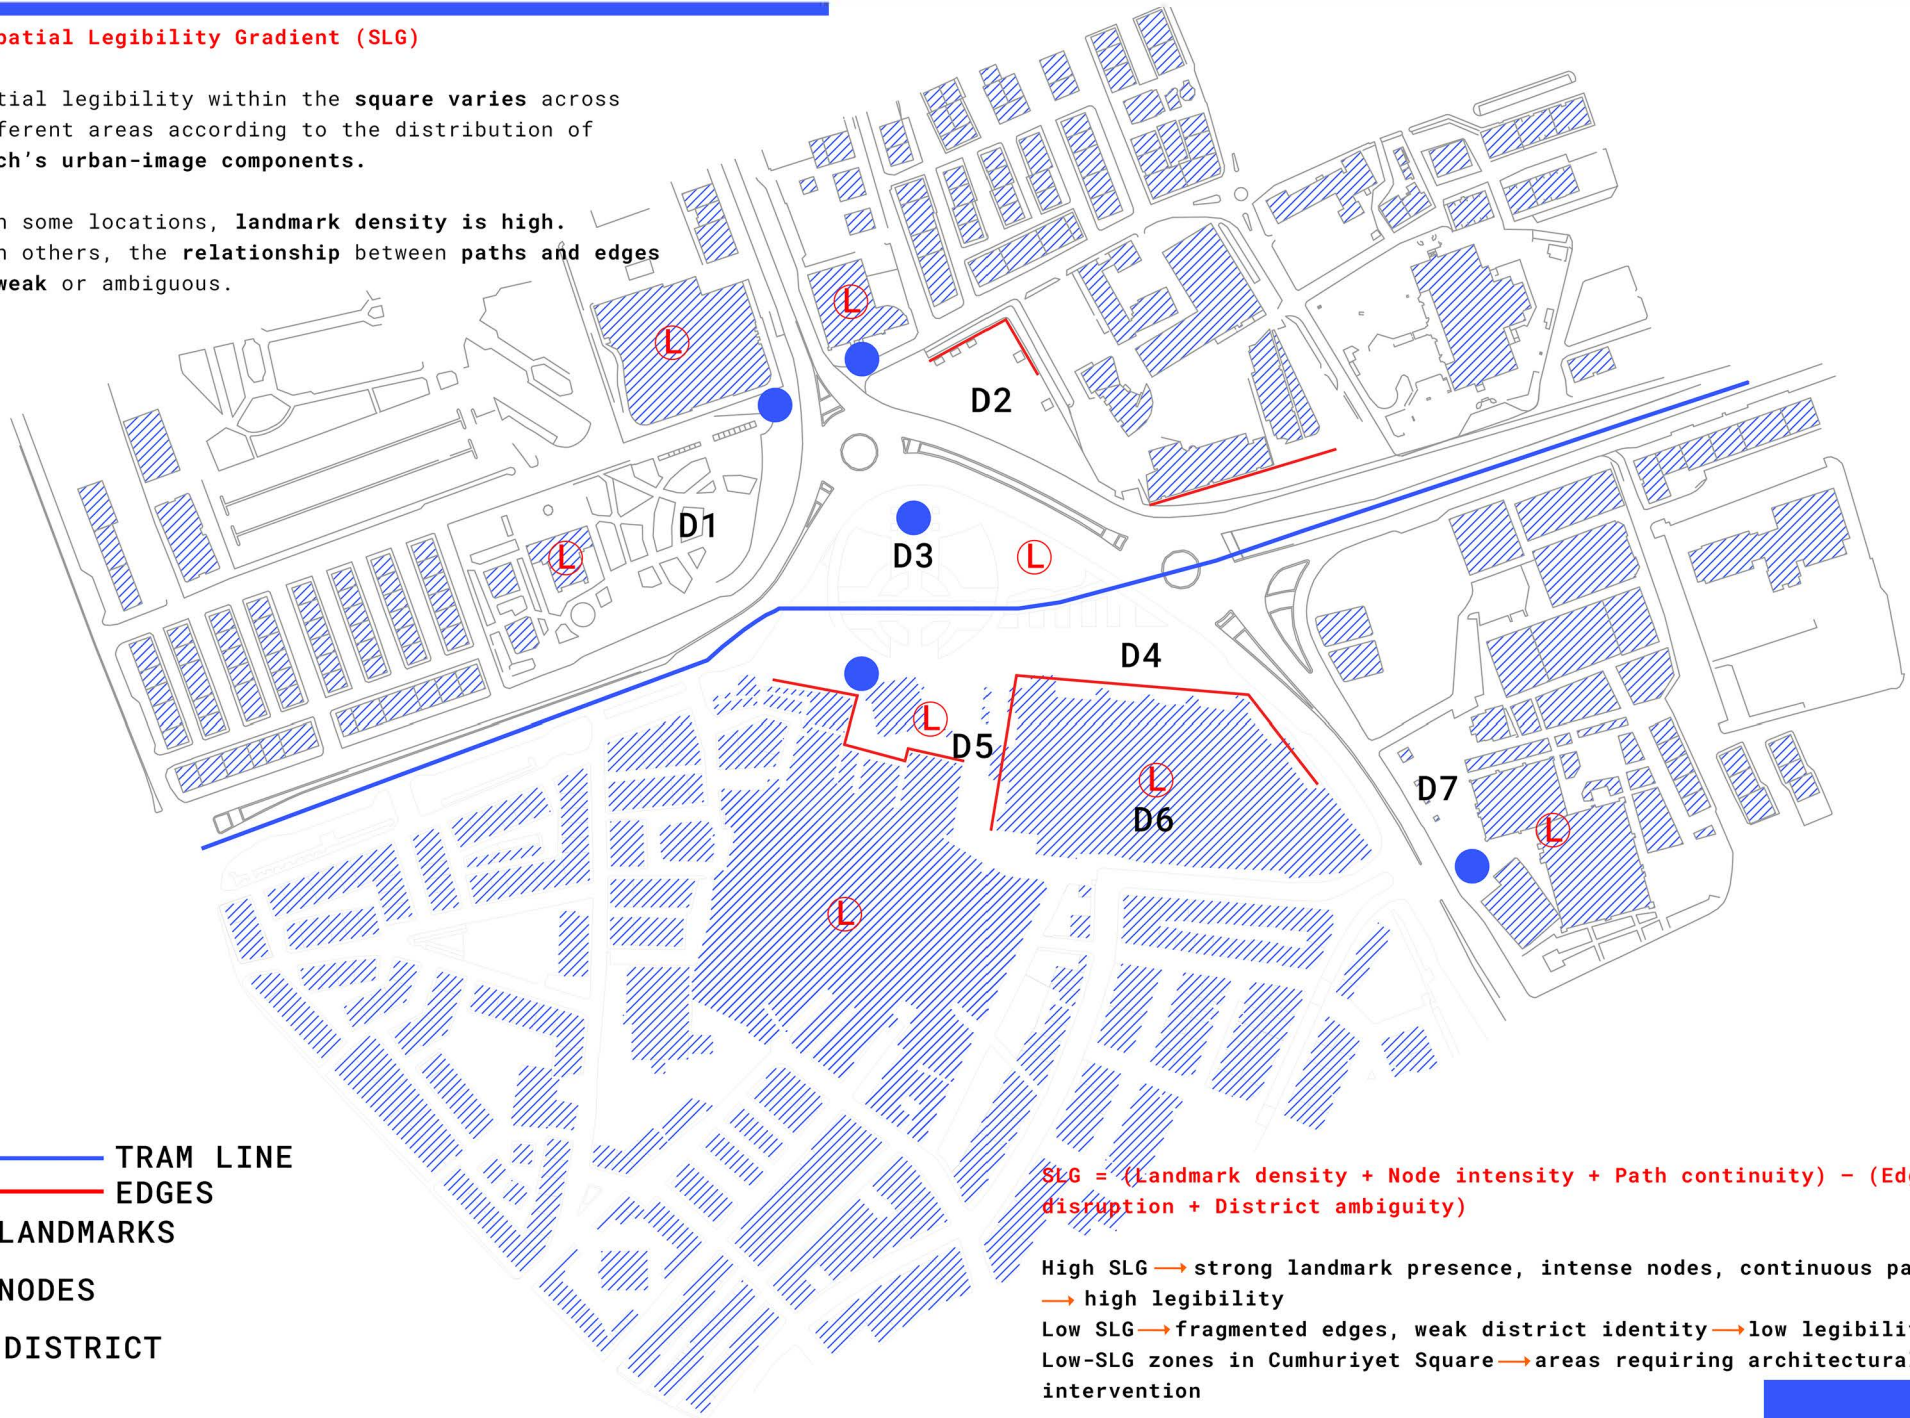 patial Legibility Gradient (SLG)
tial legibility within the square varies across
ferent areas according to the distribution of
ch's urban-image components.
n some locations, landmark density is high.
n others, the relationship between paths and edges
weak or ambiguous.
L
L
D2
D1
L
D3
L
D4
L
D5
L
D6
D7
L
L
TRAM LINE
EDGES
LANDMARKS
NODES
DISTRICT
SLG = (Landmark density + Node intensity + Path continuity) − (Ed
disruption + District ambiguity)
High SLG → strong landmark presence, intense nodes, continuous pa
→ high legibility
Low SLG → fragmented edges, weak district identity → low legibili
Low-SLG zones in Cumhuriyet Square → areas requiring architectura
intervention